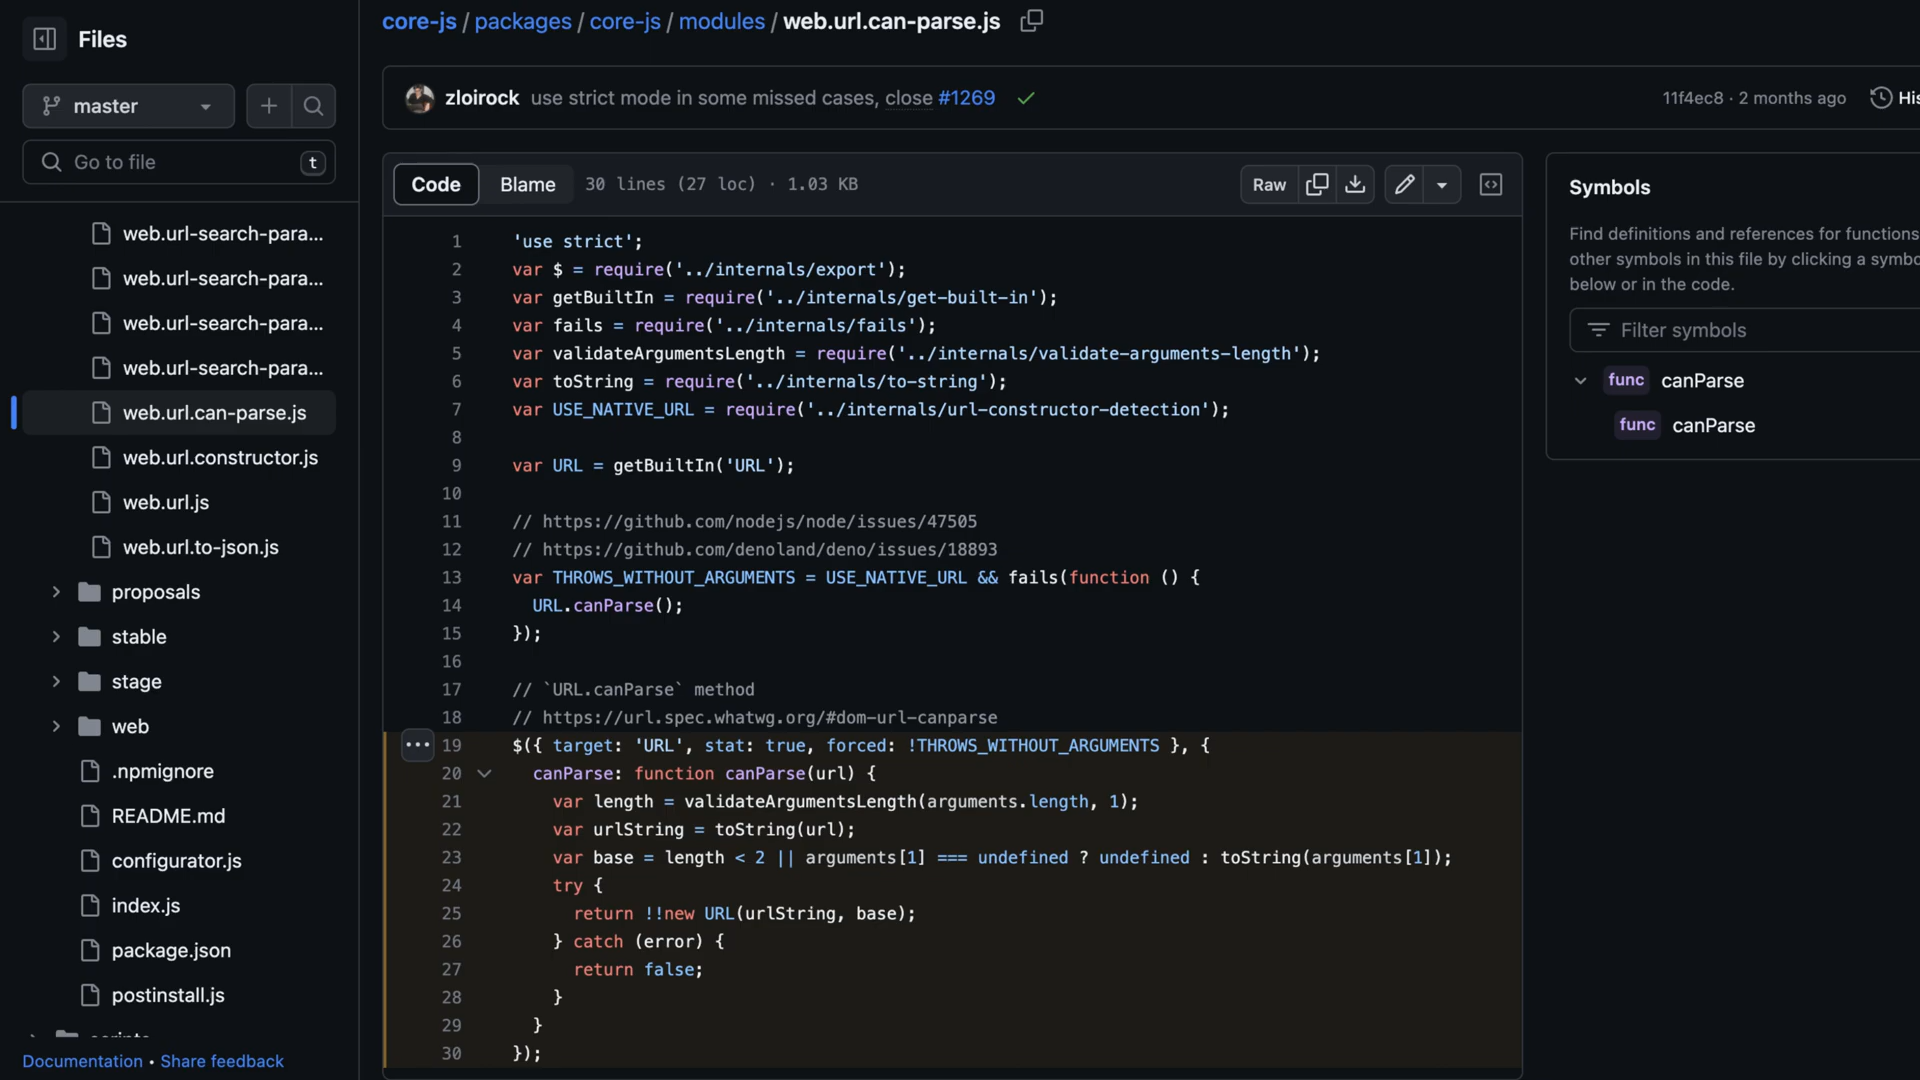 Files
master
Go to file
t
web.url-search-para...
web.url-search-para...
web.url-search-para...
web.url-search-para...
web.url.can-parse.js
web.url.constructor.js
web.url.js
web.url.to-json.js
proposals
stable
stage
web
.npmignore
README.md
configurator.js
index.js
package.json
postinstall.js
scripts
Documentation • Share feedback
core-js / packages / core-js / modules / web.url.can-parse.js
zloirock use strict mode in some missed cases, close #1269
11f4ec8 · 2 months ago
His
Code Blame 30 lines (27 loc) · 1.03 KB
Raw
1 'use strict';
2 var $ = require('../internals/export');
3 var getBuiltIn = require('../internals/get-built-in');
4 var fails = require('../internals/fails');
5 var validateArgumentsLength = require('../internals/validate-arguments-length');
6 var toString = require('../internals/to-string');
7 var USE_NATIVE_URL = require('../internals/url-constructor-detection');
8
9 var URL = getBuiltIn('URL');
10
11 // https://github.com/nodejs/node/issues/47505
12 // https://github.com/denoland/deno/issues/18893
13 var THROWS_WITHOUT_ARGUMENTS = USE_NATIVE_URL && fails(function () {
14   URL.canParse();
15 });
16
17 // `URL.canParse` method
18 // https://url.spec.whatwg.org/#dom-url-canparse
19 $({ target: 'URL', stat: true, forced: !THROWS_WITHOUT_ARGUMENTS }, {
20   canParse: function canParse(url) {
21     var length = validateArgumentsLength(arguments.length, 1);
22     var urlString = toString(url);
23     var base = length < 2 || arguments[1] === undefined ? undefined : toString(arguments[1]);
24     try {
25       return !!new URL(urlString, base);
26     } catch (error) {
27       return false;
28     }
29   }
30 });
Symbols
Find definitions and references for functions
other symbols in this file by clicking a symbo
below or in the code.
Filter symbols
func canParse
func canParse